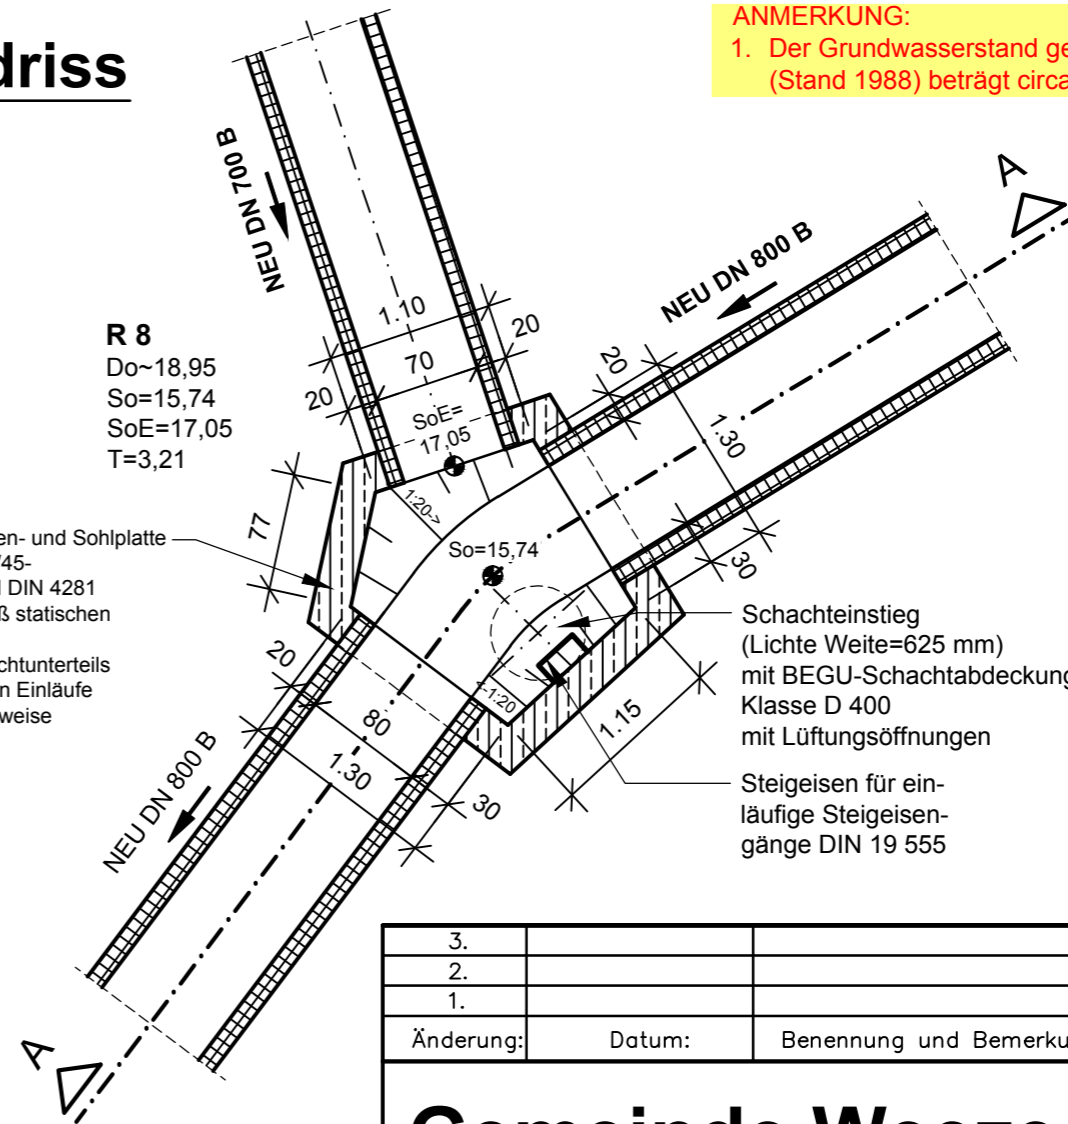 driss
ANMERKUNG:
1. Der Grundwasserstand ge
(Stand 1988) beträgt circa
NEU DN 700 B
NEU DN 800 B
A
R 8
Do~18,95
So=15,74
SoE=17,05
T=3,21
1.10
70
20
20
SoE=
17,05
20
1.30
30
77
1:20->
So=15,74
en- und Sohlplatte
/45-
DIN 4281
ß statischen
chtunterteils
n Einläufe
weise
Schachteinstieg
(Lichte Weite=625 mm)
mit BEGU-Schachtabdeckung
Klasse D 400
mit Lüftungsöffnungen
Steigeisen für ein-
läufige Steigeisen-
gänge DIN 19 555
<-1:20
1.15
20
80
1.30
30
NEU DN 800 B
A
3.
2.
1.
Änderung: Datum: Benennung und Bemerku
Gemeinde Weeze